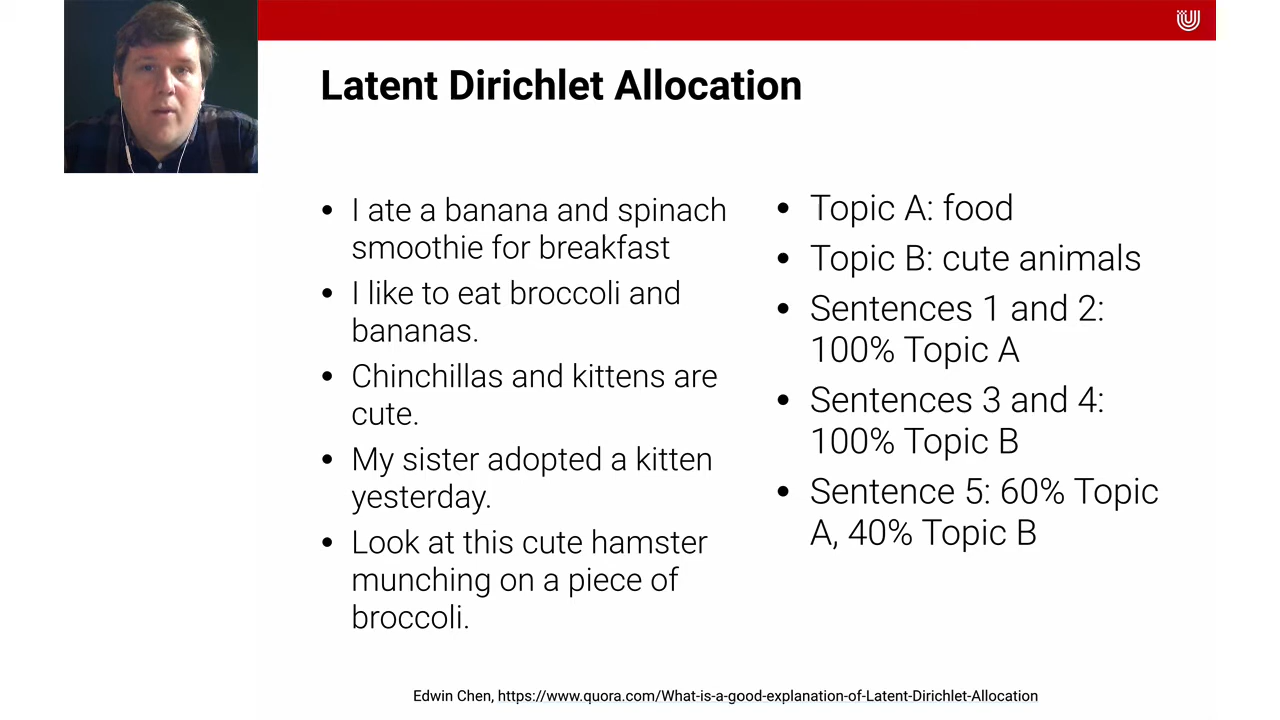 Latent Dirichlet Allocation
• I ate a banana and spinach
smoothie for breakfast
• I like to eat broccoli and
bananas.
• Chinchillas and kittens are
cute.
• My sister adopted a kitten
yesterday.
• Look at this cute hamster
munching on a piece of
broccoli.
• Topic A: food
• Topic B: cute animals
• Sentences 1 and 2:
100% Topic A
• Sentences 3 and 4:
100% Topic B
• Sentence 5: 60% Topic
A, 40% Topic B
Edwin Chen, https://www.quora.com/What-is-a-good-explanation-of-Latent-Dirichlet-Allocation